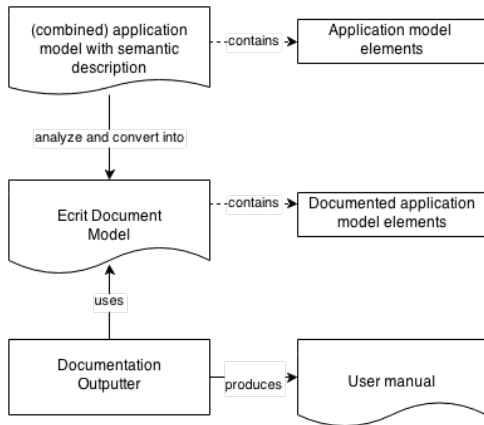 (combined) application
model with semantic
description
contains
Application model
elements
analyze and convert into
Ecrit Document
Model
contains
Documented application
model elements
uses
Documentation
Outputter
produces
User manual